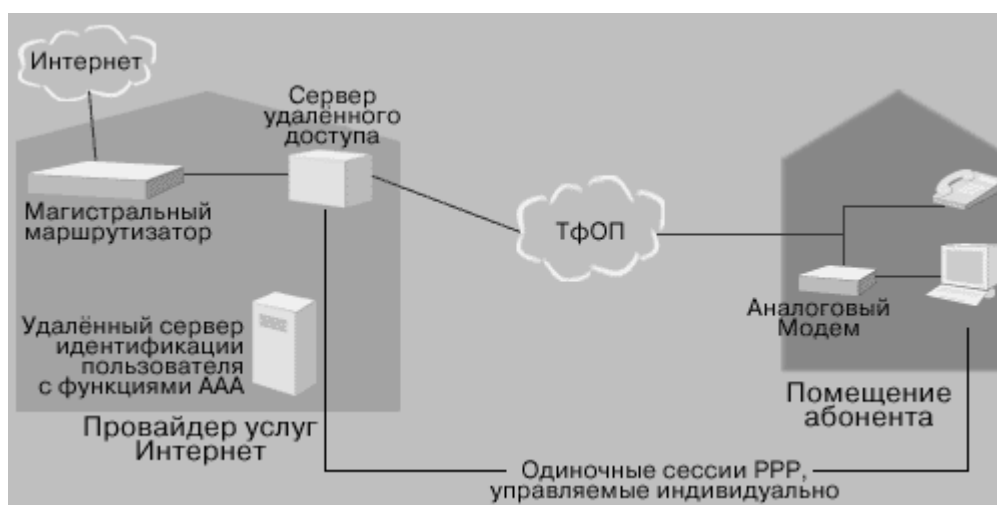 Интернет
Сервер
удалённого
доступа
Магистральный
маршрутизатор
ТфОП
Аналоговый
Модем
Удалённый сервер
идентификации
пользователя
с функциями ААА
Помещение
абонента
Провайдер услуг
Интернет
Одиночные сессии РРР,
управляемые индивидуально